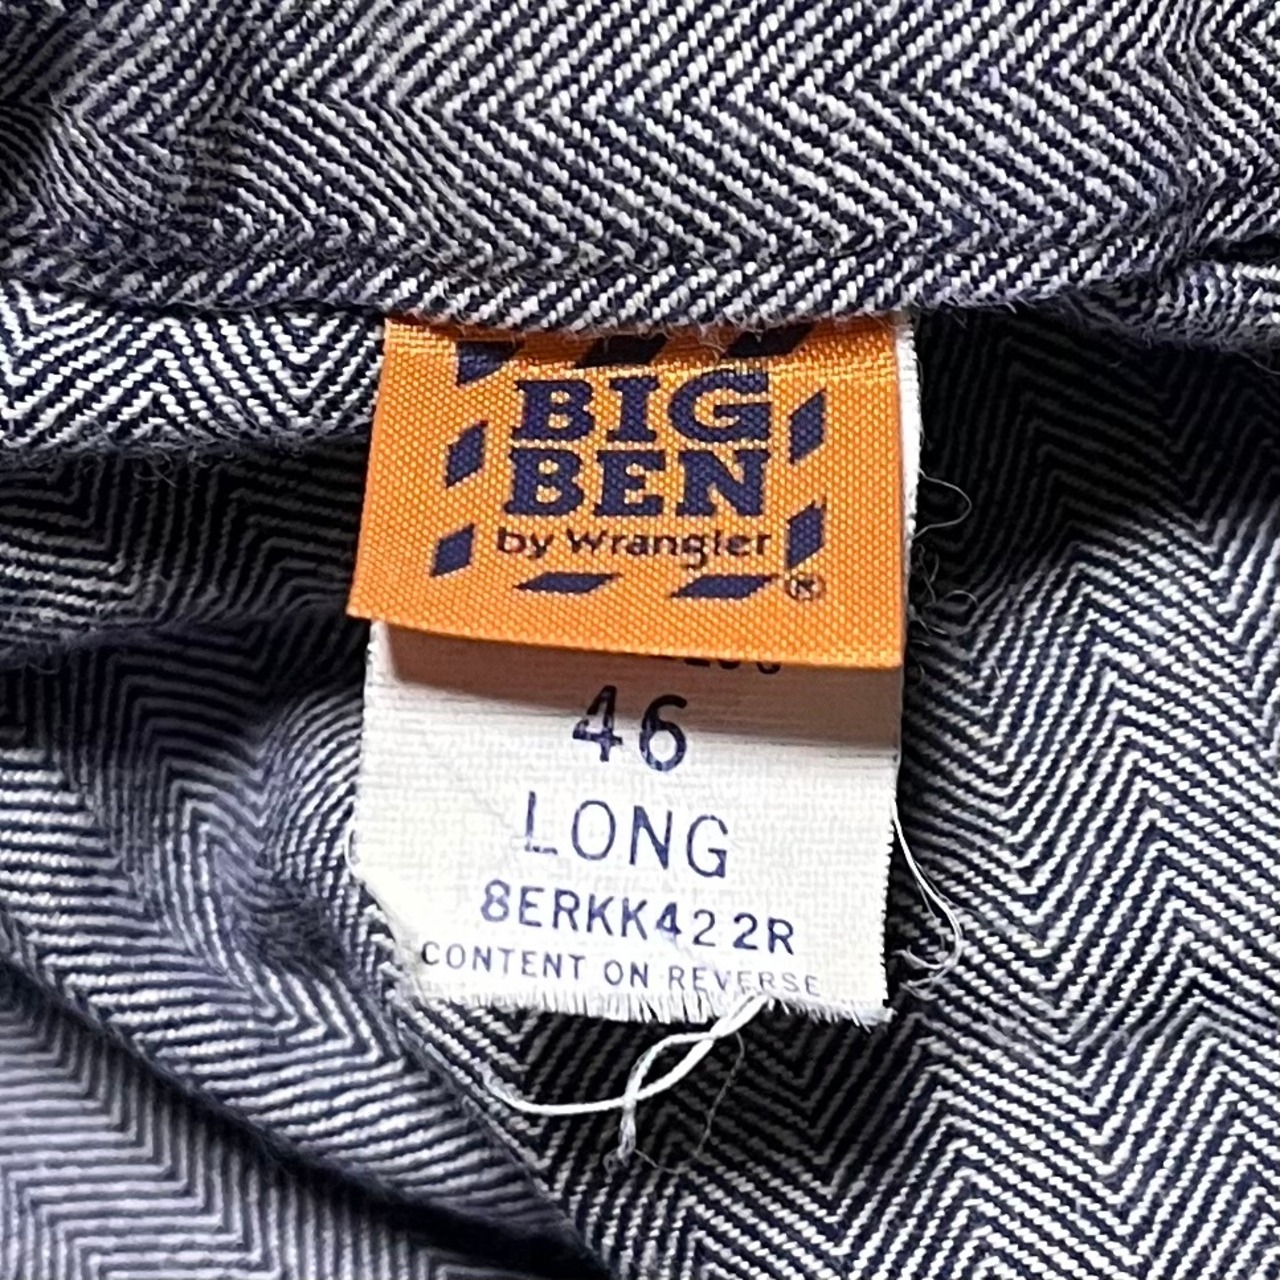 BIG
BEN
by Wrangler
®
46
LONG
8ERKK422R
CONTENT ON REVERSE